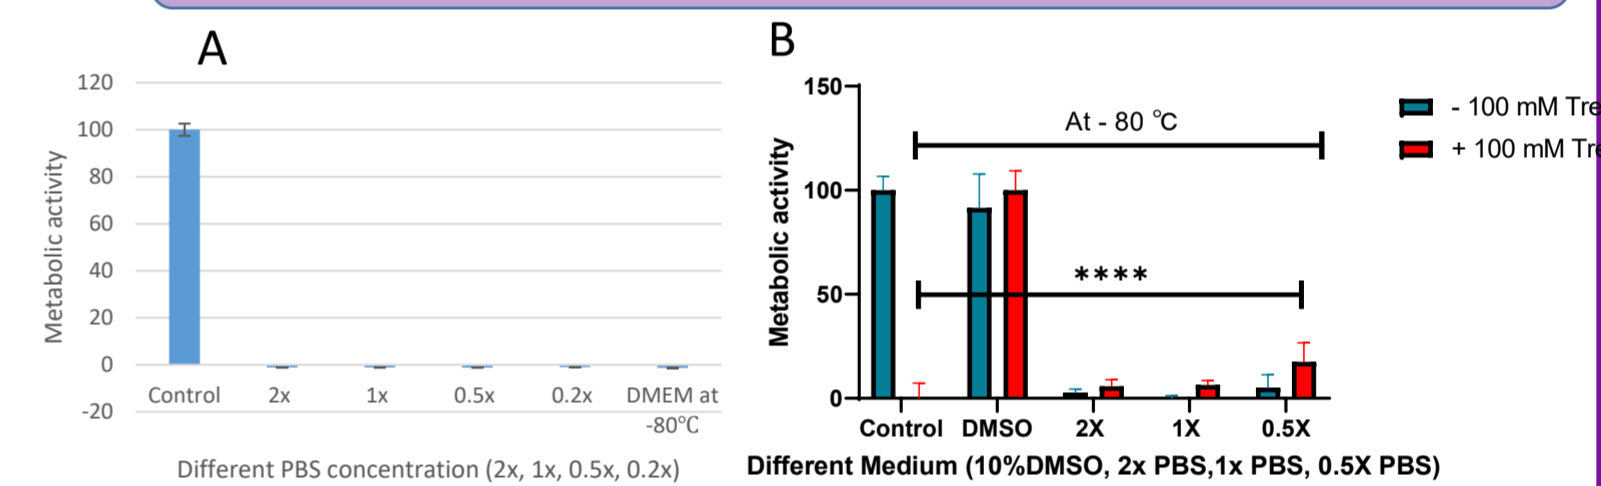 A
120
100
80
60
40
20
0
-20
Metabolic activity
Control 2x 1x 0.5x 0.2x DMEM at
-80℃
Different PBS concentration (2x, 1x, 0.5x, 0.2x)
B
150
100
50
0
Metabolic activity
At - 80 ℃
****
Control DMSO 2X 1X 0.5X
Different Medium (10%DMSO, 2x PBS,1x PBS, 0.5X PBS)
- 100 mM Tre
+ 100 mM Tre